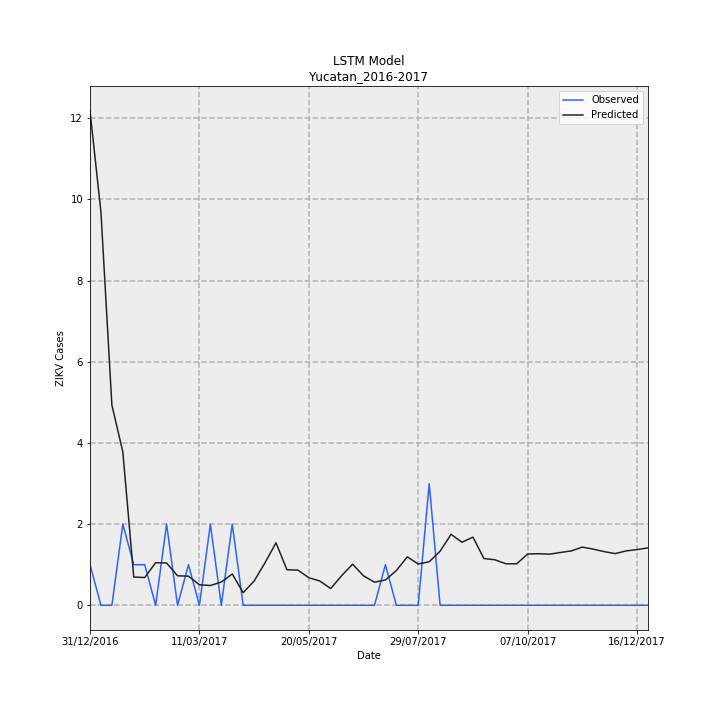 LSTM Model
Yucatan_2016-2017
Observed
Predicted
12
10
8
6
4
2
0
ZIKV Cases
31/12/2016 11/03/2017 20/05/2017 29/07/2017 07/10/2017 16/12/2017
Date